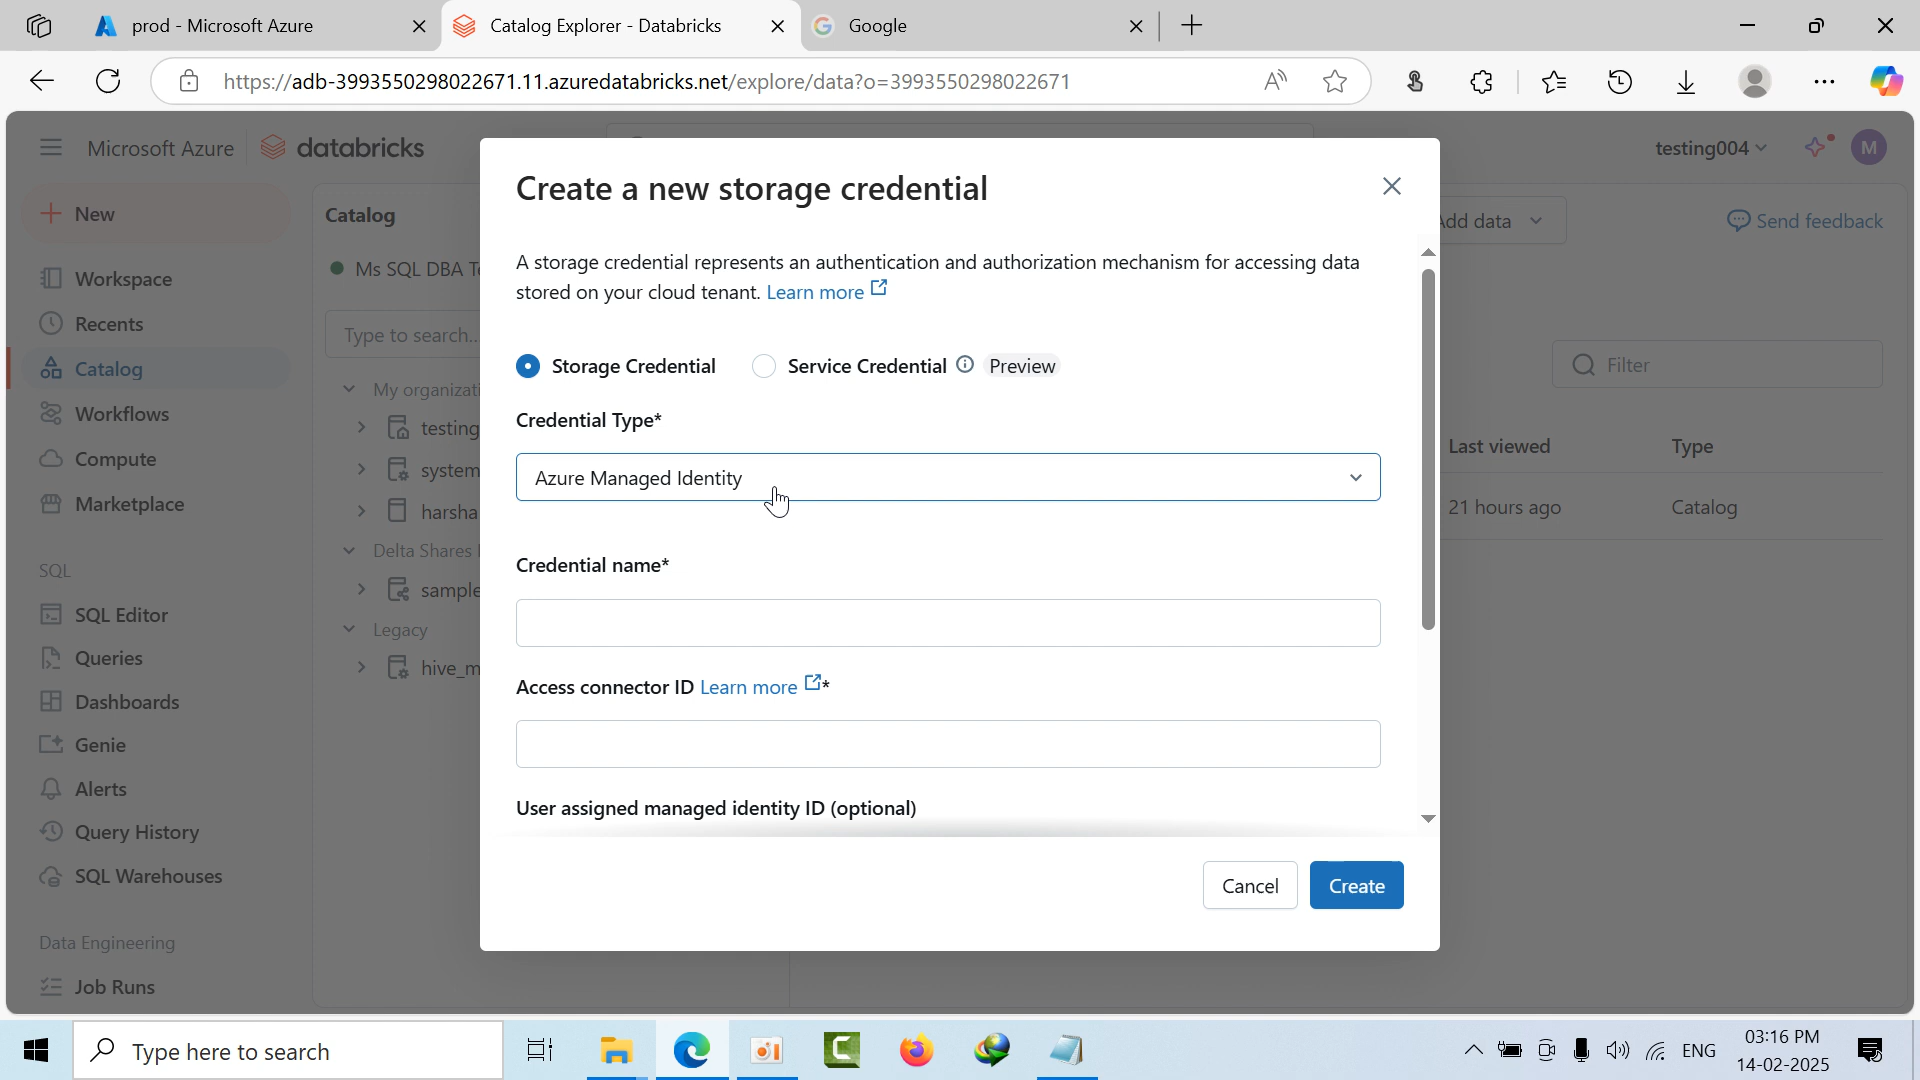 prod - Microsoft Azure
Catalog Explorer - Databricks
Google
https://adb-3993550298022671.11.azuredatabricks.net/explore/data?o=3993550298022671
Microsoft Azure
databricks
testing004
M
New
Workspace
Recents
Catalog
Workflows
Compute
Marketplace
SQL
SQL Editor
Queries
Dashboards
Genie
Alerts
Query History
SQL Warehouses
Data Engineering
Job Runs
Catalog
Ms SQL DBA
Type to search...
My
testing
system
harsha
Delta Shares
sample
Legacy
Create a new storage credential
A storage credential represents an authentication and authorization mechanism for accessing data
stored on your cloud tenant. Learn more
Storage Credential
Service Credential
Preview
Credential Type*
Azure Managed Identity
Credential name*
Access connector ID Learn more *
User assigned managed identity ID (optional)
Cancel
Create
data
Send feedback
Filter
Last viewed
Type
21 hours ago
Catalog
Type here to search
ENG
03:16 PM
14-02-2025